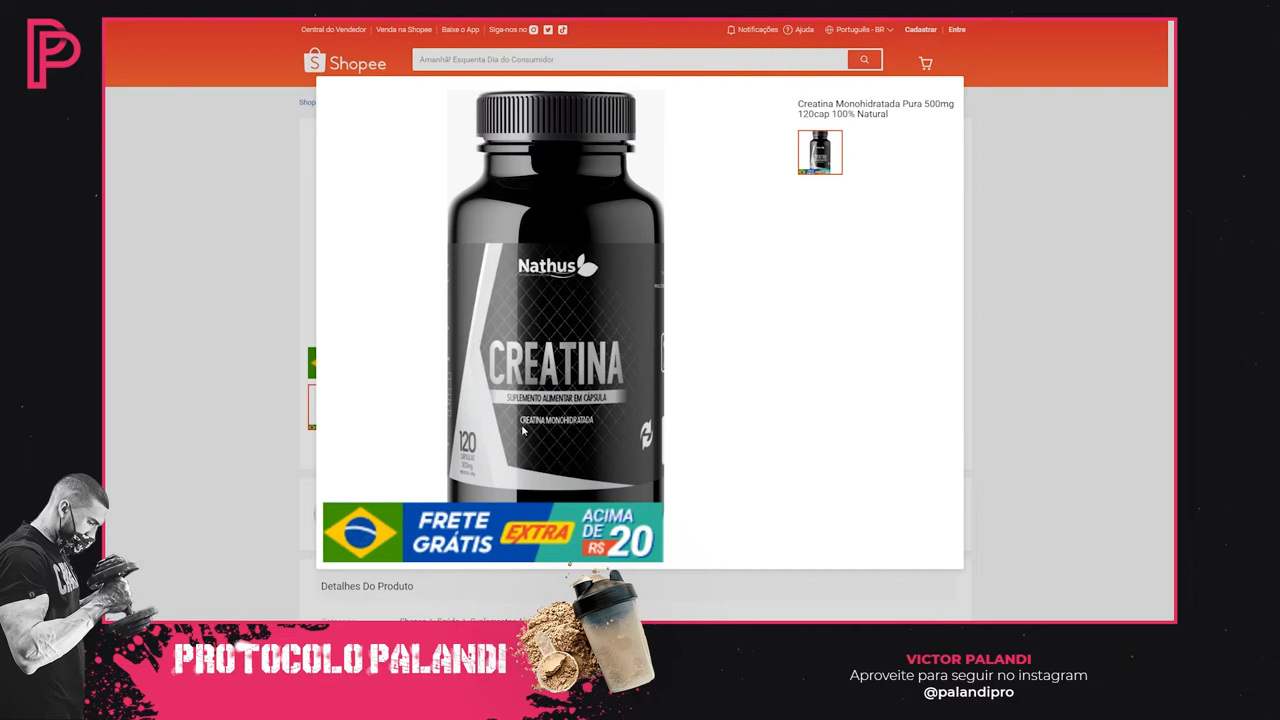 Central do Vendedor | Venda na Shopee | Baixe o App | Siga-nos no
Notificações Ajuda Português - BR Cadastrar | Entre
Shopee
Amanhã! Esquenta Dia do Consumidor
Shop
Creatina Monohidratada Pura 500mg
120cap 100% Natural
Nathus
CREATINA
SUPLEMENTO ALIMENTAR EM CÁPSULA
CREATINA MONOHIDRATADA
120
CÁPSULAS
500mg
FRETE
GRÁTIS
EXTRA
ACIMA
DE
R$ 20
Detalhes Do Produto
PROTOCOLO PALANDI
VICTOR PALANDI
Aproveite para seguir no instagram
@palandipro